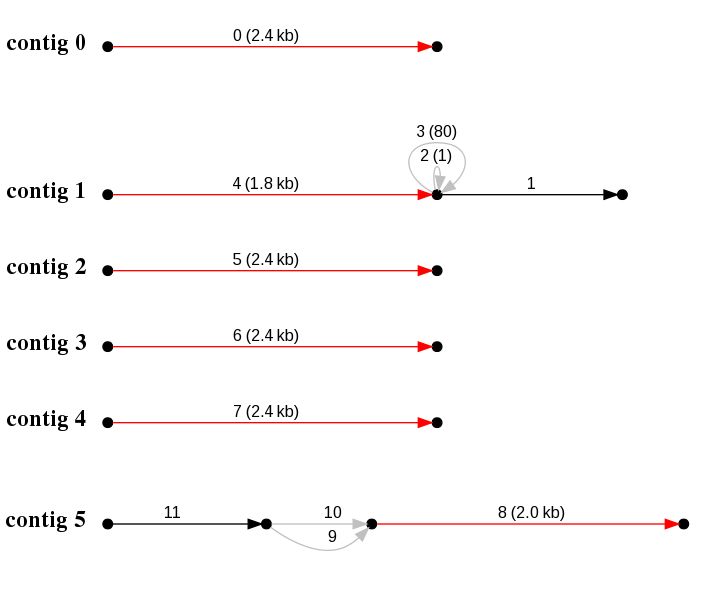 contig 0
0 (2.4 kb)
3 (80)
2 (1)
contig 1
4 (1.8 kb)
1
contig 2
5 (2.4 kb)
contig 3
6 (2.4 kb)
contig 4
7 (2.4 kb)
contig 5
11
10
9
8 (2.0 kb)